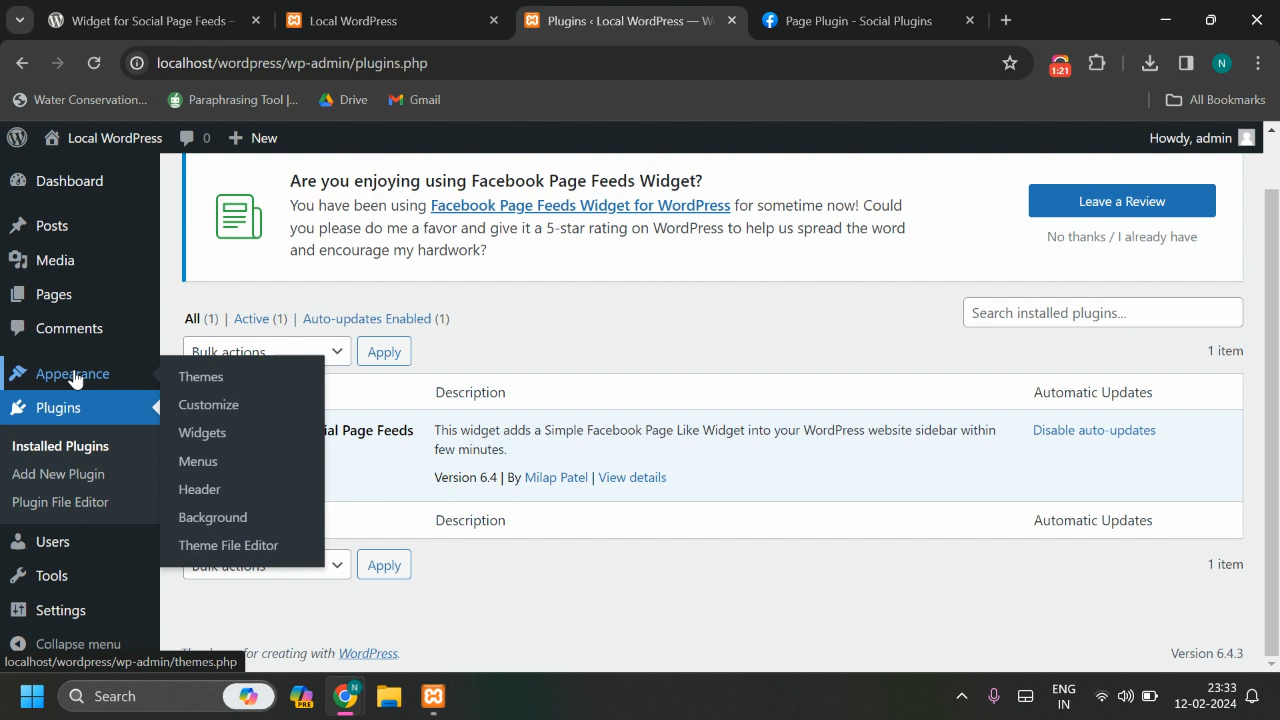 Widget for Social Page Feeds –
Local WordPress
Plugins ‹ Local WordPress — W
Page Plugin - Social Plugins
localhost/wordpress/wp-admin/plugins.php
1:21
N
Water Conservation...
Paraphrasing Tool |...
Drive
Gmail
All Bookmarks
Local WordPress
0
New
Howdy, admin
Dashboard
Posts
Media
Pages
Comments
Appearance
Plugins
Installed Plugins
Add New Plugin
Plugin File Editor
Users
Tools
Settings
Collapse menu
Themes
Customize
Widgets
Menus
Header
Background
Theme File Editor
Are you enjoying using Facebook Page Feeds Widget?
You have been using Facebook Page Feeds Widget for WordPress for sometime now! Could
you please do me a favor and give it a 5-star rating on WordPress to help us spread the word
and encourage my hardwork?
Leave a Review
No thanks / I already have
All (1) | Active (1) | Auto-updates Enabled (1)
Search installed plugins...
Bulk actions
Apply
1 item
Description
Automatic Updates
ial Page Feeds
This widget adds a Simple Facebook Page Like Widget into your WordPress website sidebar within
few minutes.
Disable auto-updates
Version 6.4 | By Milap Patel | View details
Description
Automatic Updates
Bulk actions
Apply
1 item
for creating with WordPress.
Version 6.4.3
localhost/wordpress/wp-admin/themes.php
Search
PRE
N
ENG
IN
23:33
12-02-2024